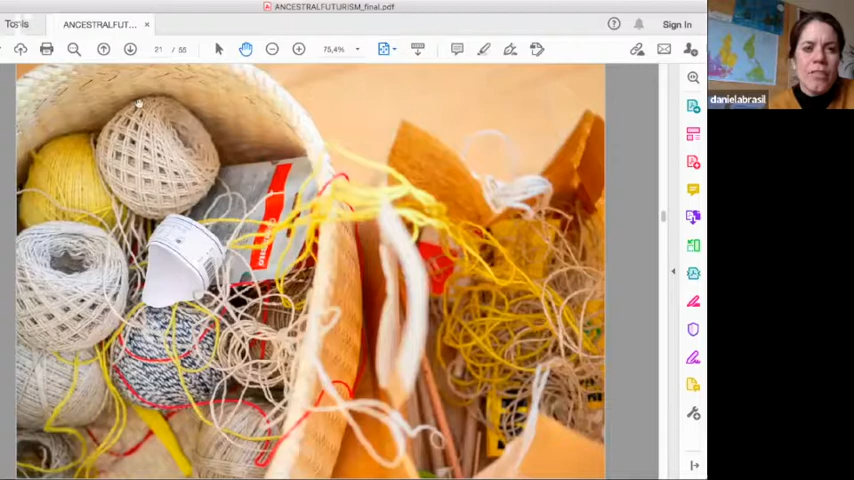 ANCESTRALFUTURISM_final.pdf
Tools
ANCESTRALFUT...
×
Sign In
21 / 55
75,4%
danielabrasil